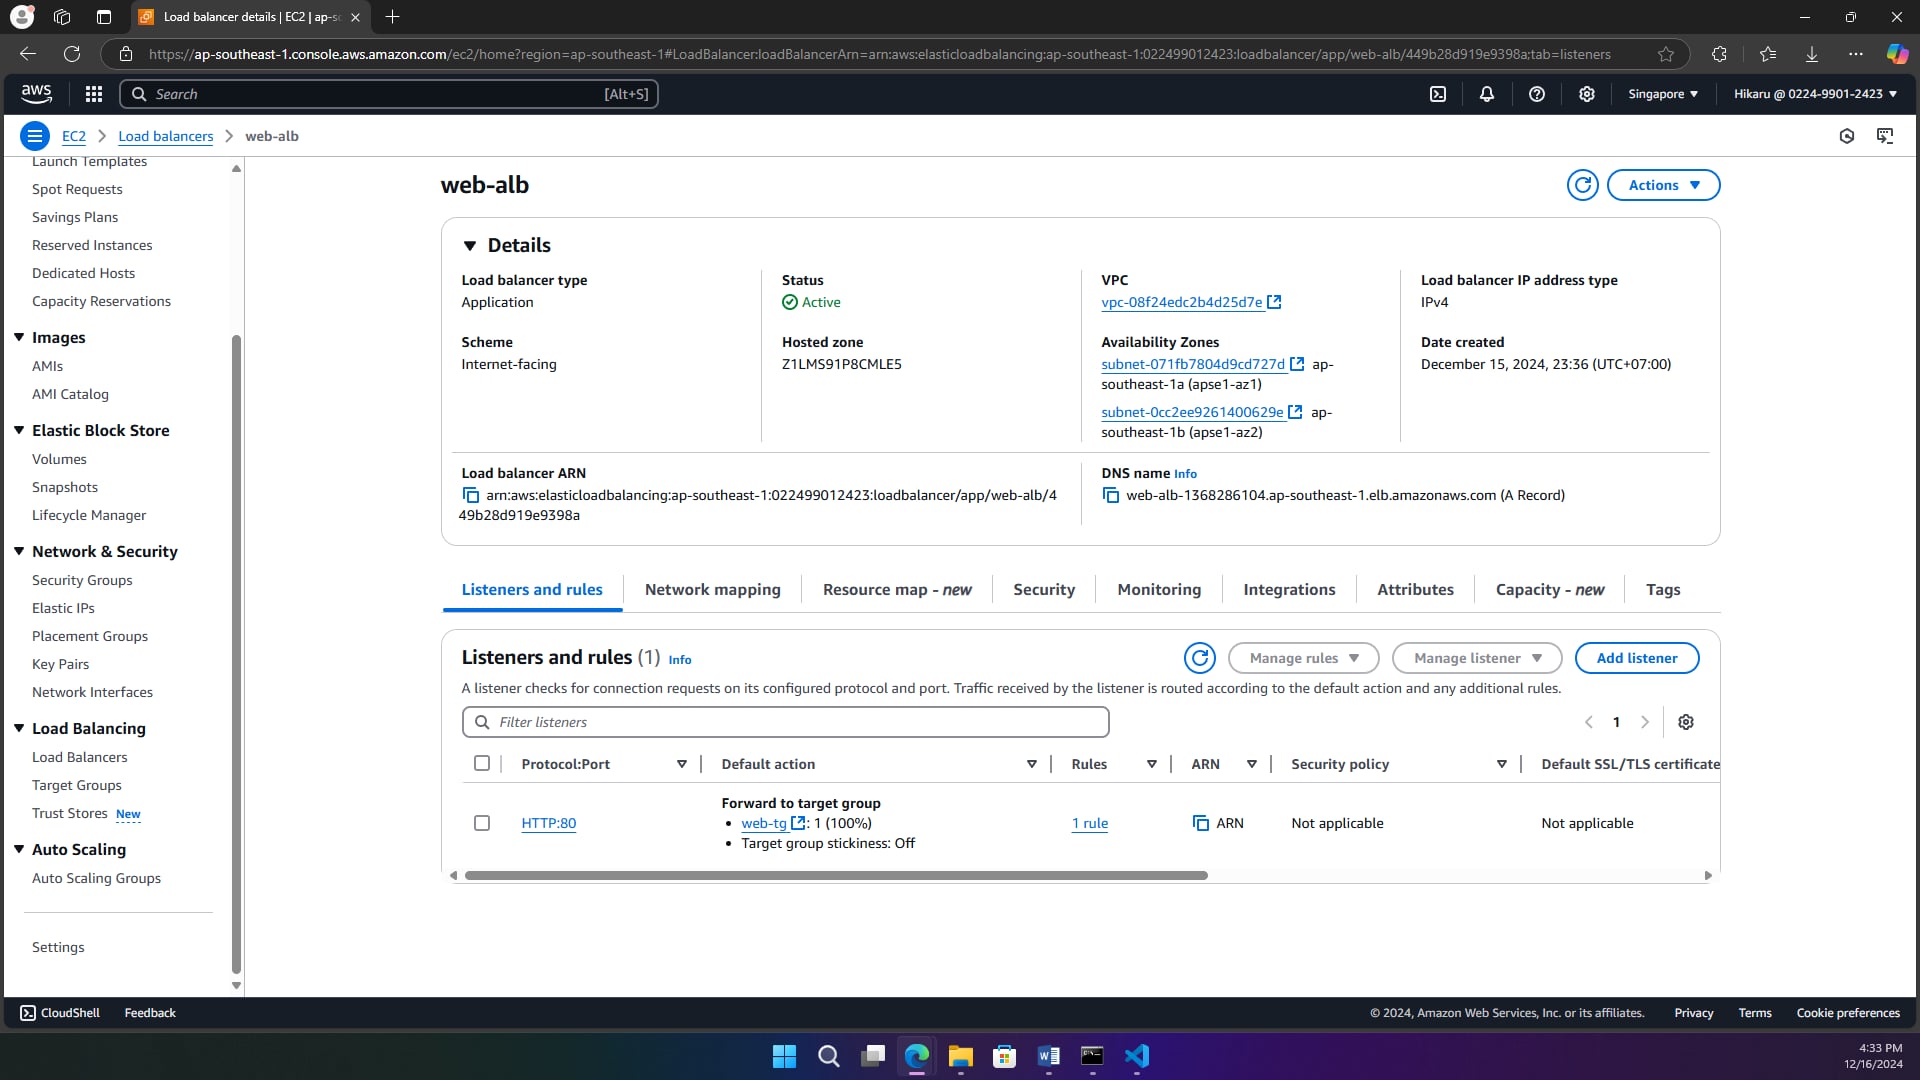 Load balancer details | EC2 | ap-so
https://ap-southeast-1.console.aws.amazon.com/ec2/home?region=ap-southeast-1#LoadBalancer:loadBalancerArn=arn:aws:elasticloadbalancing:ap-southeast-1:022499012423:loadbalancer/app/web-alb/449b28d919e9398a;tab=listeners
aws
Search
[Alt+S]
Singapore
Hikaru @ 0224-9901-2423
EC2
Load balancers
web-alb
Launch Templates
Spot Requests
Savings Plans
Reserved Instances
Dedicated Hosts
Capacity Reservations
Images
AMIs
AMI Catalog
Elastic Block Store
Volumes
Snapshots
Lifecycle Manager
Network & Security
Security Groups
Elastic IPs
Placement Groups
Key Pairs
Network Interfaces
Load Balancing
Load Balancers
Target Groups
Trust Stores New
Auto Scaling
Auto Scaling Groups
Settings
web-alb
Actions
Details
Load balancer type
Application
Status
Active
VPC
vpc-08f24edc2b4d25d7e
Load balancer IP address type
IPv4
Scheme
Internet-facing
Hosted zone
Z1LMS91P8CMLE5
Availability Zones
subnet-071fb7804d9cd727d ap-
southeast-1a (apse1-az1)
subnet-0cc2ee9261400629e ap-
southeast-1b (apse1-az2)
Date created
December 15, 2024, 23:36 (UTC+07:00)
Load balancer ARN
arn:aws:elasticloadbalancing:ap-southeast-1:022499012423:loadbalancer/app/web-alb/4
49b28d919e9398a
DNS name Info
web-alb-1368286104.ap-southeast-1.elb.amazonaws.com (A Record)
Listeners and rules
Network mapping
Resource map - new
Security
Monitoring
Integrations
Attributes
Capacity - new
Tags
Listeners and rules (1) Info
Manage rules
Manage listener
Add listener
A listener checks for connection requests on its configured protocol and port. Traffic received by the listener is routed according to the default action and any additional rules.
Filter listeners
1
Protocol:Port
Default action
Rules
ARN
Security policy
Default SSL/TLS certificate
HTTP:80
Forward to target group
• web-tg : 1 (100%)
• Target group stickiness: Off
1 rule
ARN
Not applicable
Not applicable
CloudShell
Feedback
© 2024, Amazon Web Services, Inc. or its affiliates.
Privacy
Terms
Cookie preferences
4:33 PM
12/16/2024